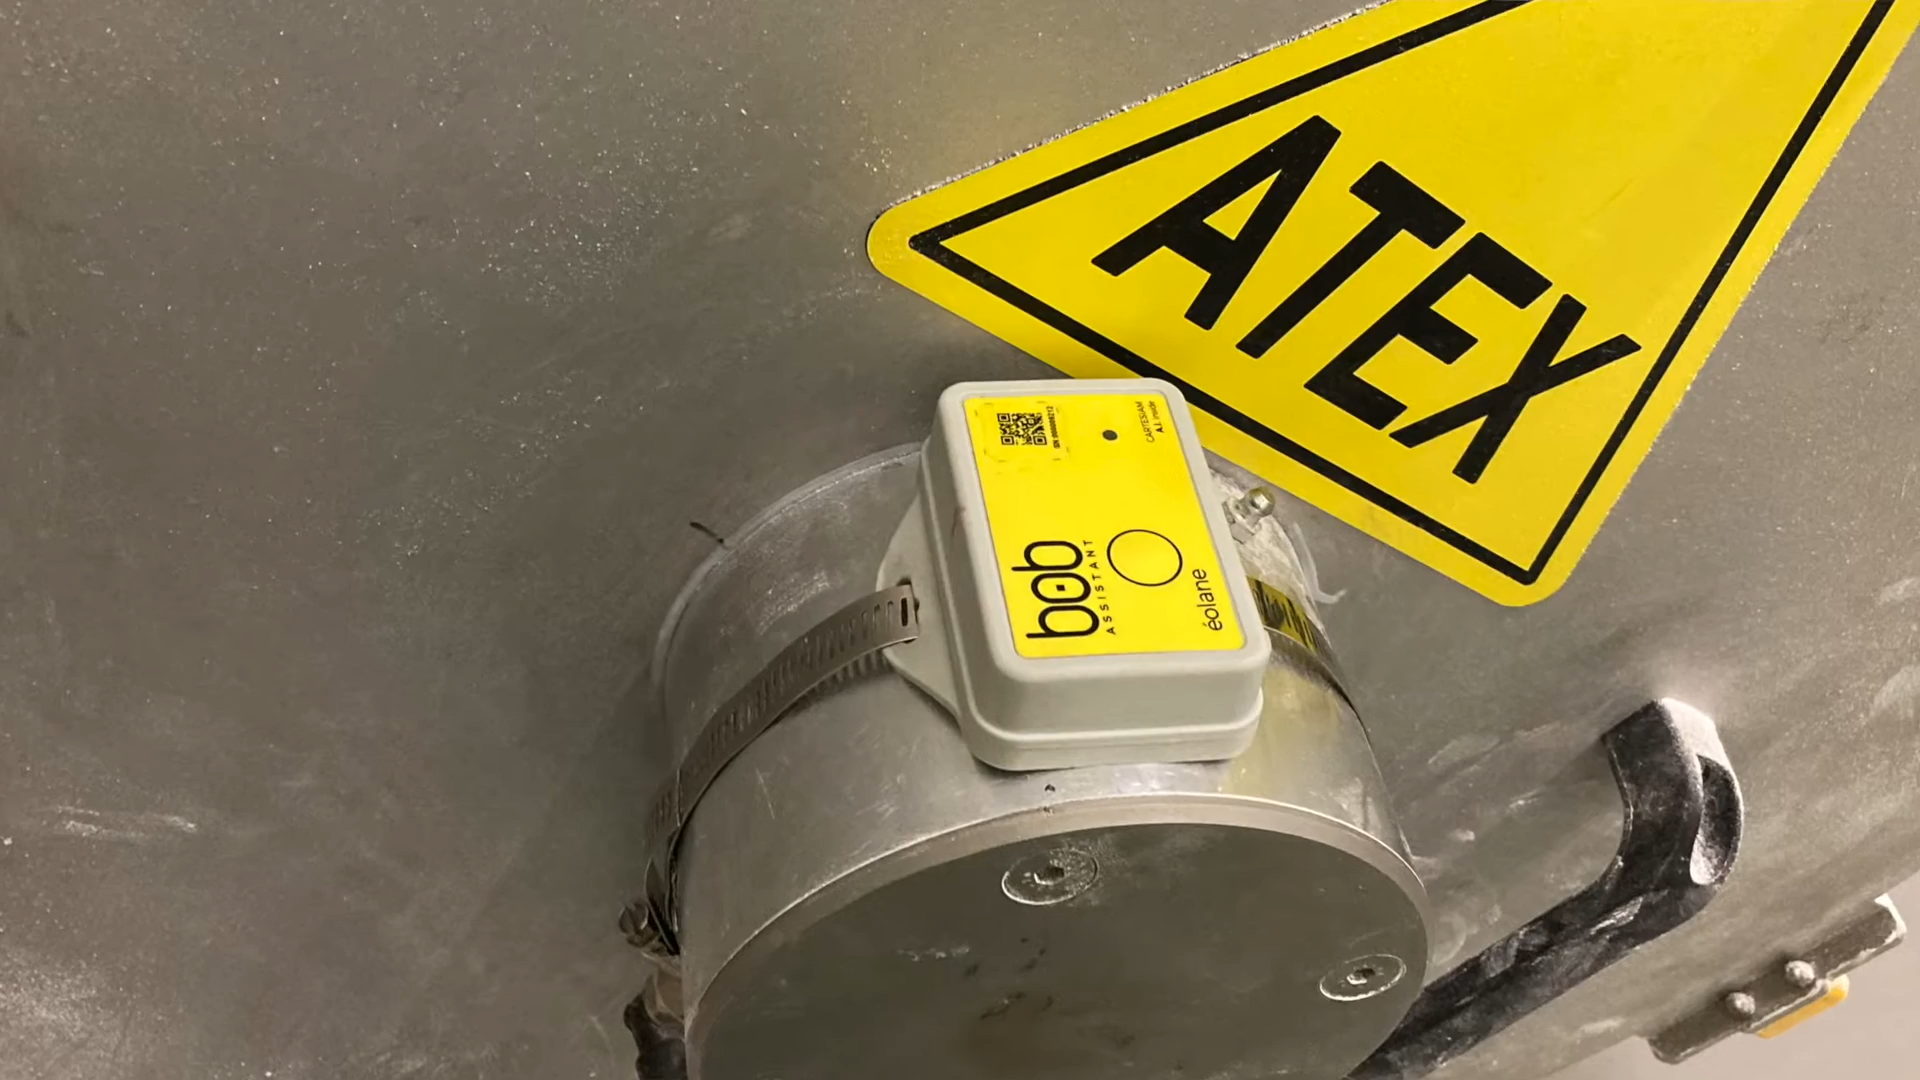 ATEX
CARTESIAM
A.I. inside
bob
ASSISTANT
éolane